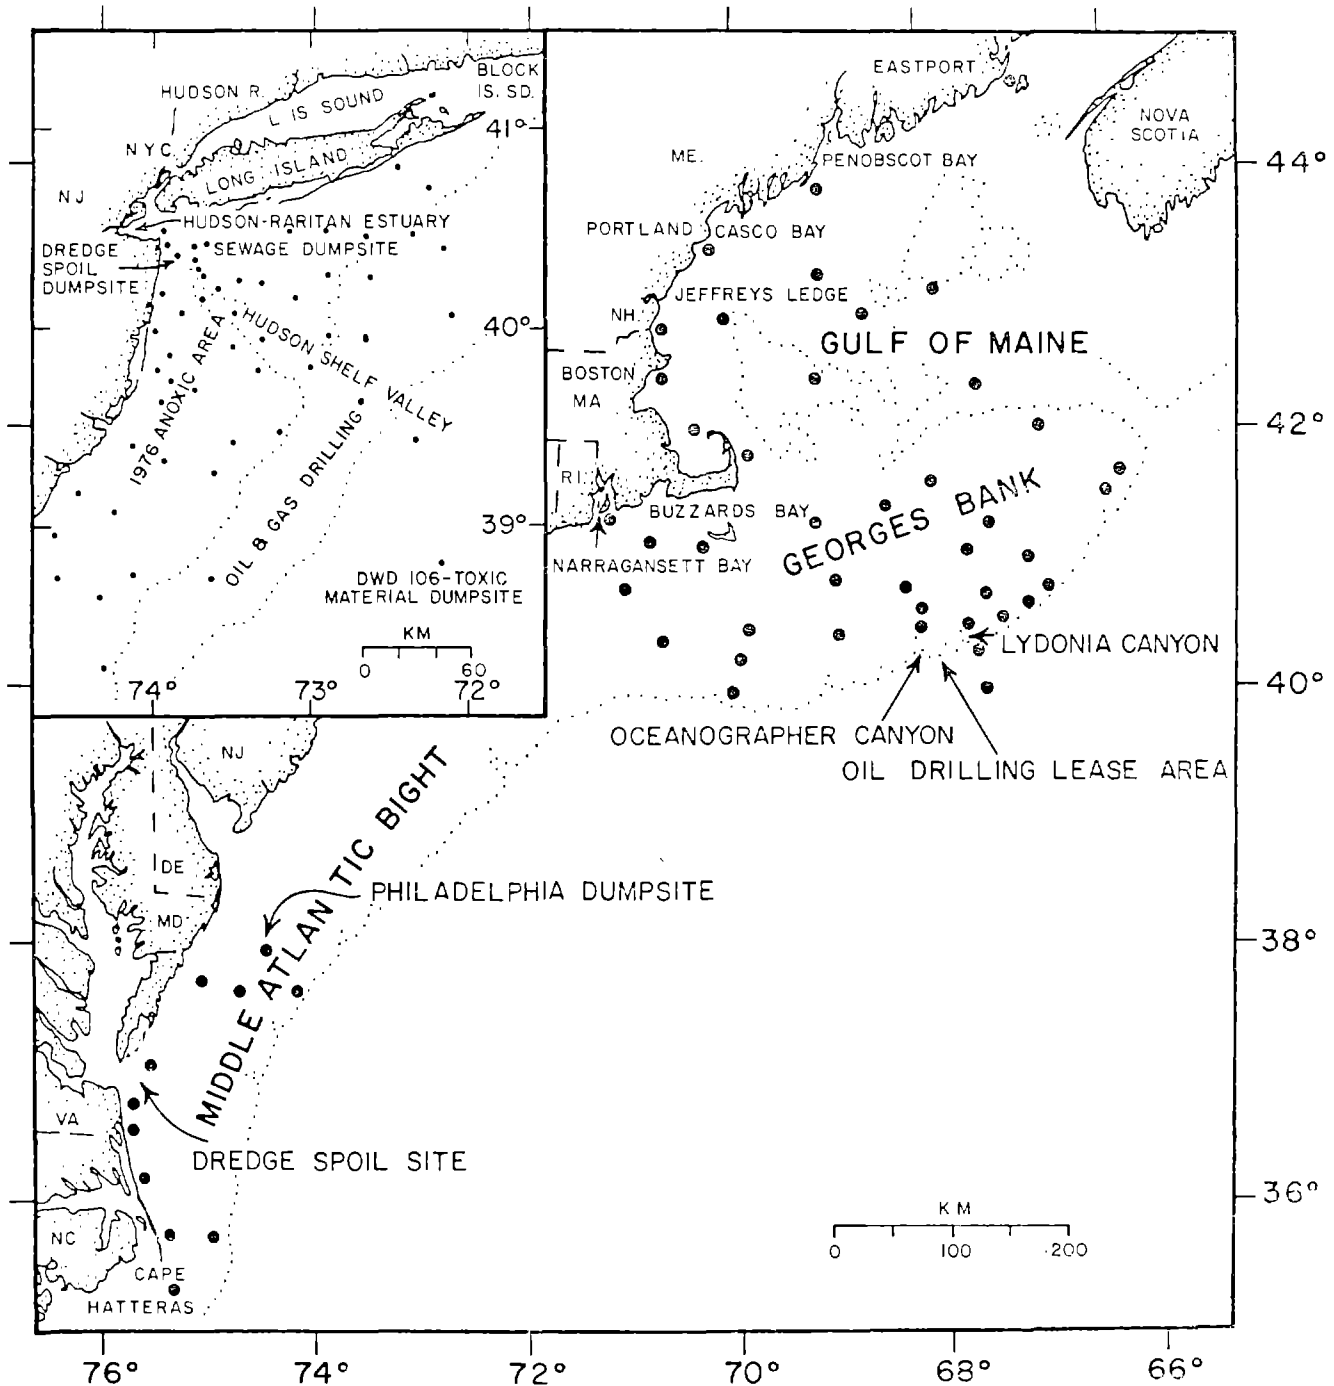 HUDSON R.
L IS SOUND
BLOCK
IS. SD.
41°
NYC
LONG ISLAND
NJ
HUDSON-RARITAN ESTUARY
SEWAGE DUMPSITE
DREDGE
SPOIL
DUMPSITE
40°
HUDSON SHELF VALLEY
1976 ANOXIC AREA
OIL & GAS DRILLING
39°
DWD 106-TOXIC
MATERIAL DUMPSITE
KM
0 60
74° 73° 72°
EASTPORT
NOVA
SCOTIA
ME.
PENOBSCOT BAY
44°
PORTLAND CASCO BAY
JEFFREYS LEDGE
NH.
GULF OF MAINE
BOSTON
MA
42°
RI.
BUZZARDS BAY
GEORGES BANK
NARRAGANSETT BAY
LYDONIA CANYON
40°
OCEANOGRAPHER CANYON
OIL DRILLING LEASE AREA
NJ
MIDDLE ATLANTIC BIGHT
DE
PHILADELPHIA DUMPSITE
MD
38°
VA
DREDGE SPOIL SITE
36°
KM
0 100 200
NC
CAPE
HATTERAS
76° 74° 72° 70° 68° 66°